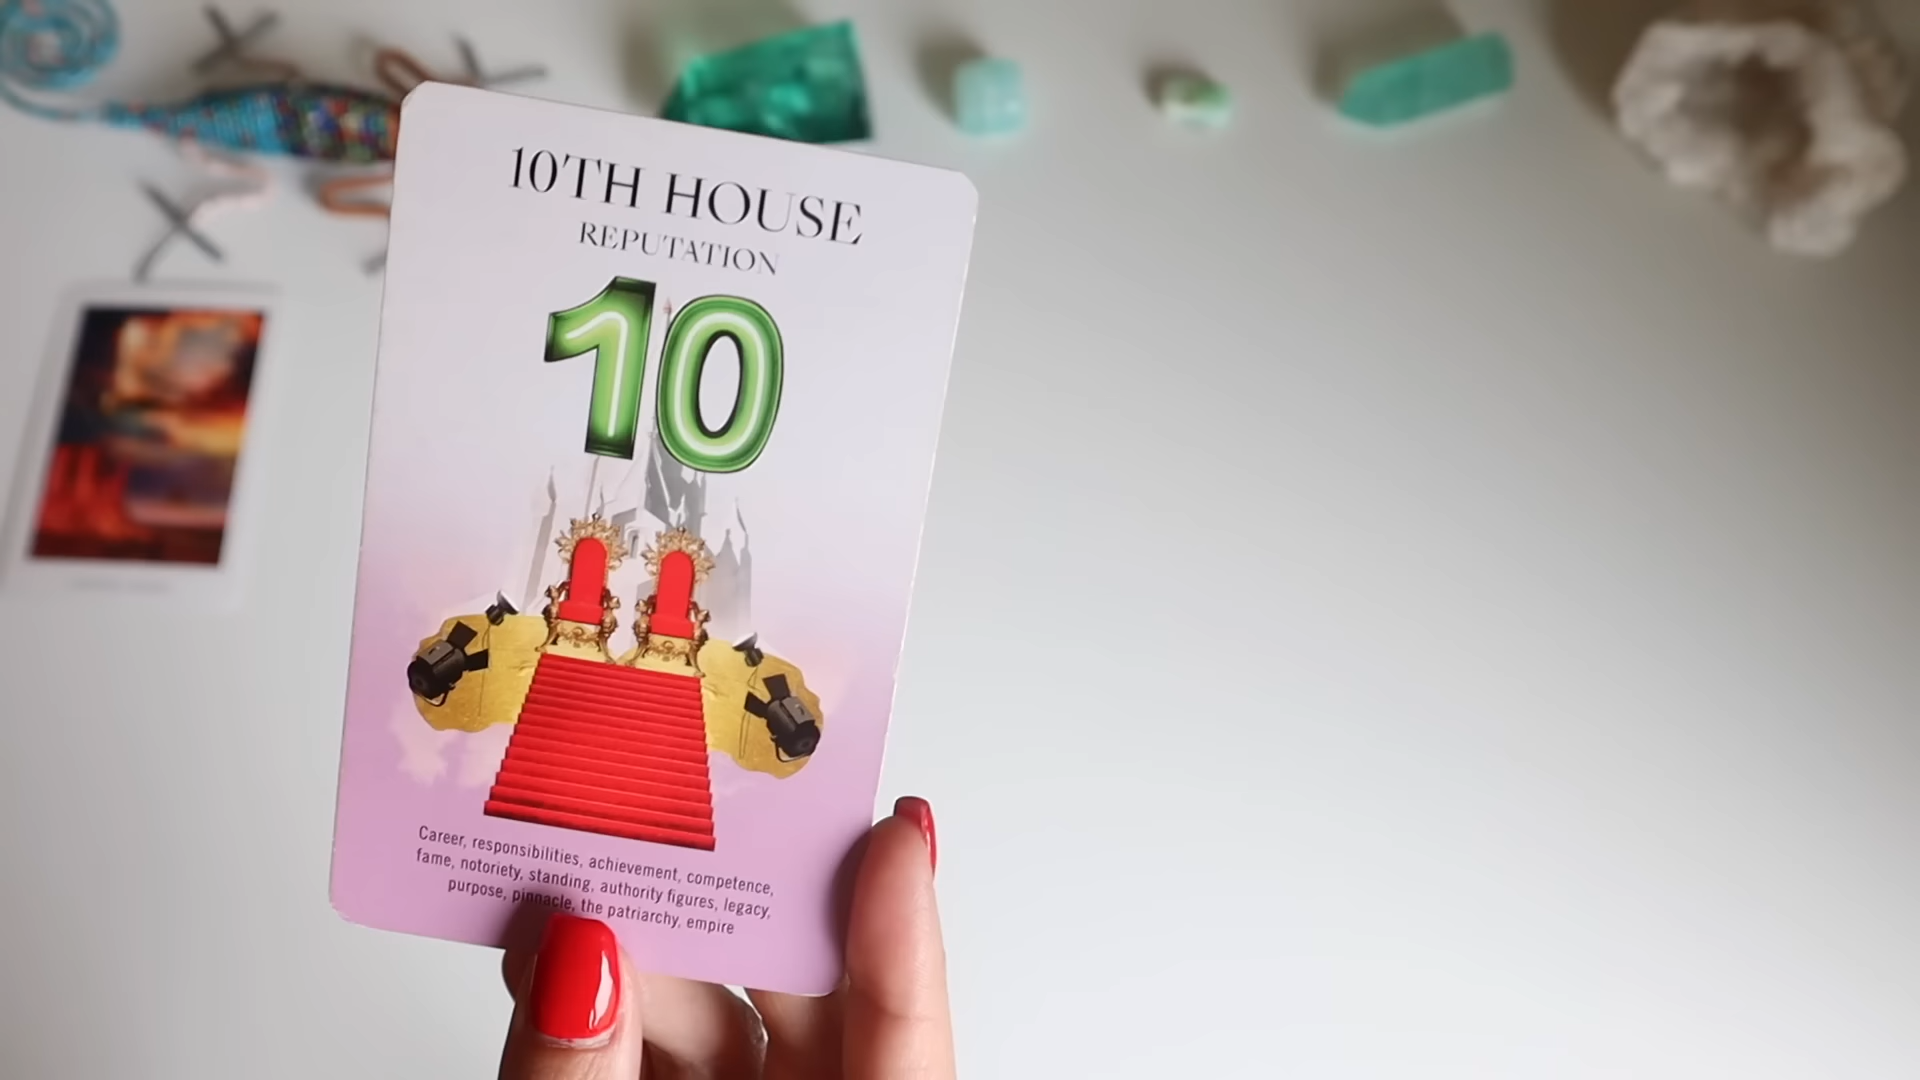 10TH HOUSE
REPUTATION
10
Career, responsibilities, achievement, competence,
fame, notoriety, standing, authority figures, legacy,
purpose, pinnacle, the patriarchy, empire